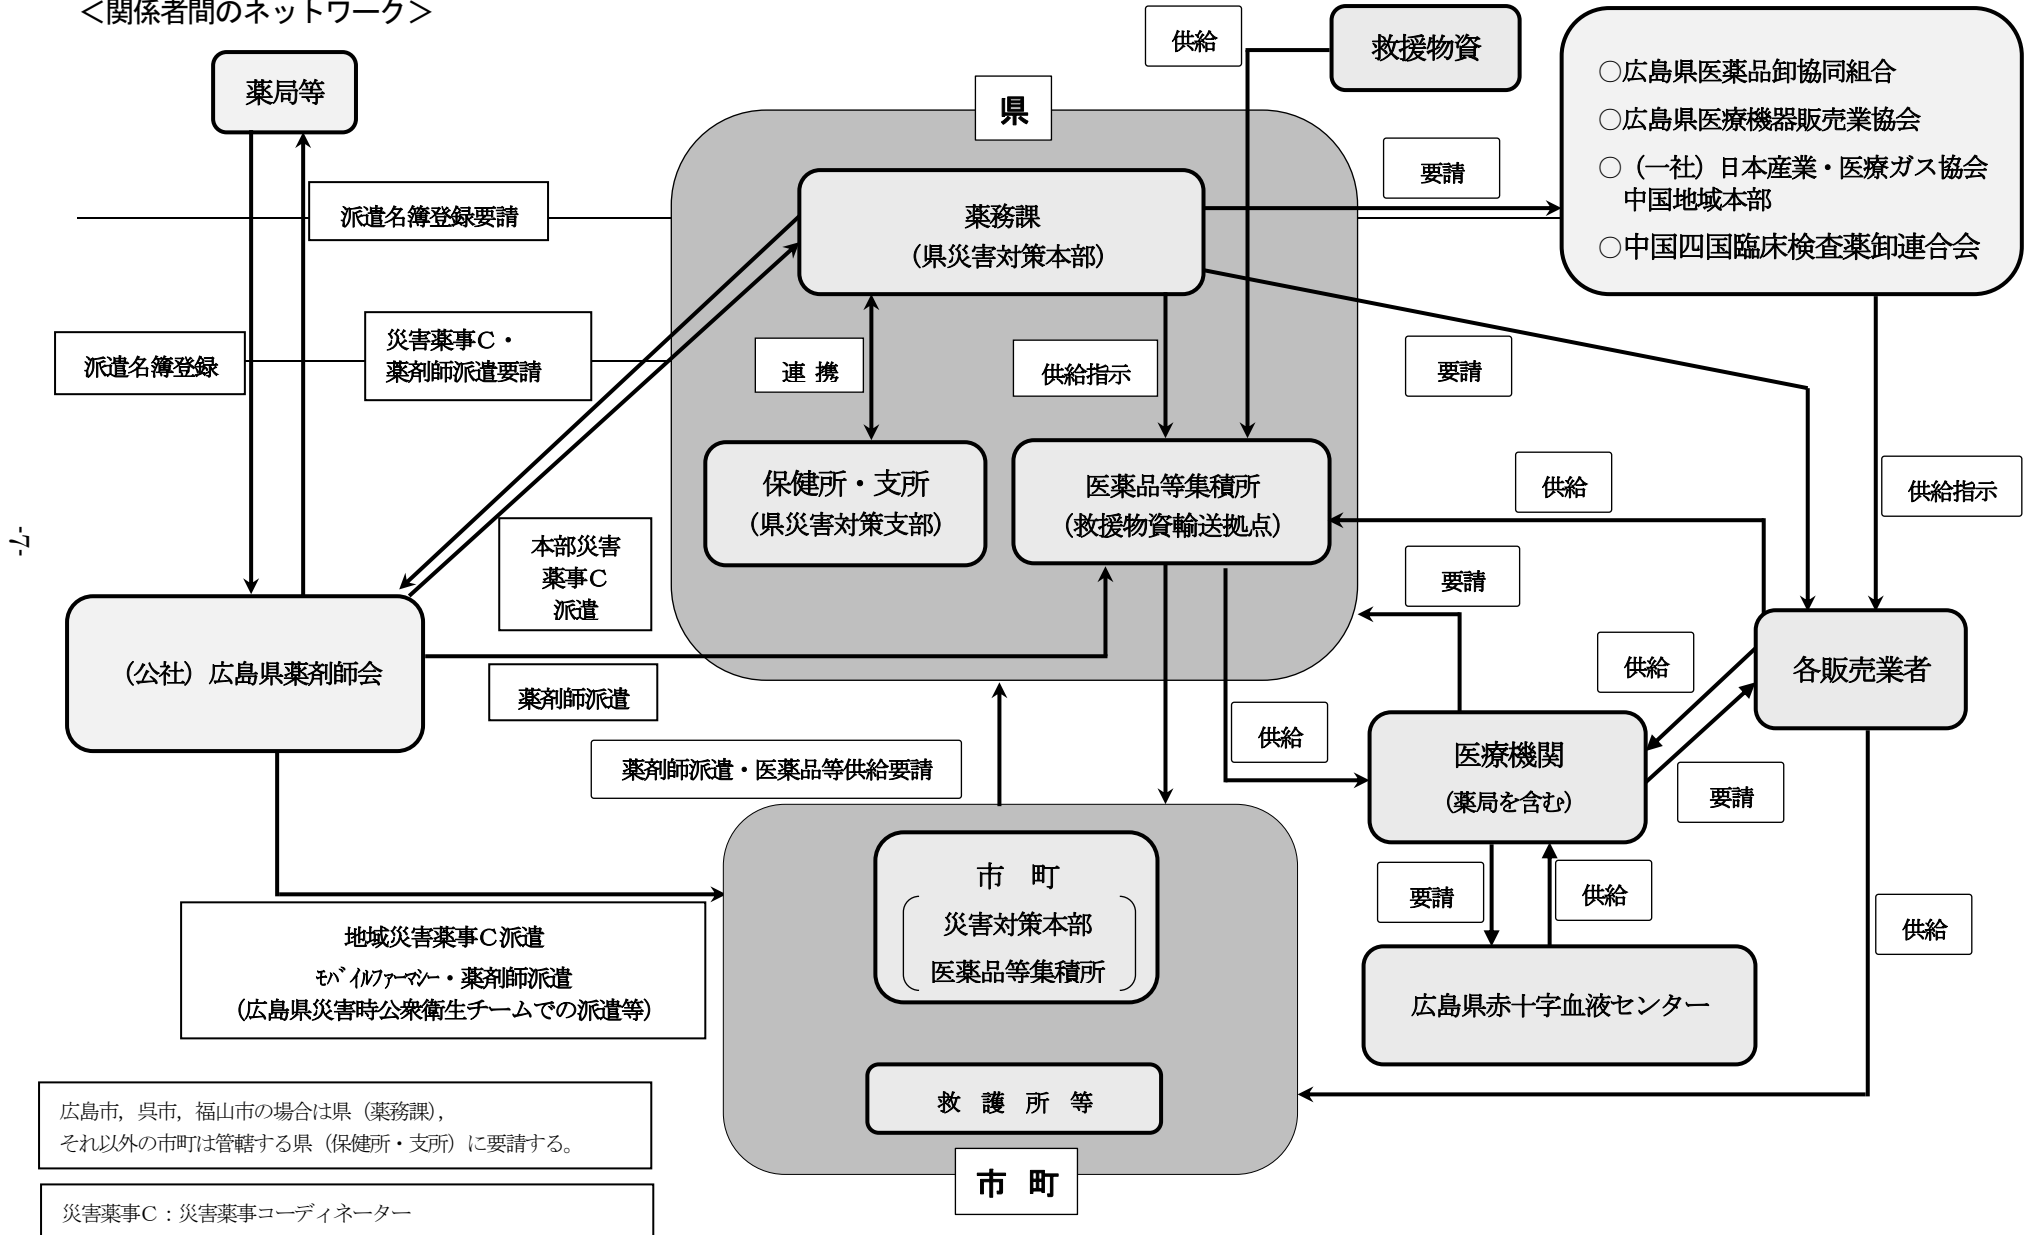 ＜関係者間のネットワーク＞
供給
救援物資
薬局等
県
○広島県医薬品卸協同組合
○広島県医療機器販売業協会
○（一社）日本産業・医療ガス協会
中国地域本部
○中国四国臨床検査薬卸連合会
要請
派遣名簿登録要請
薬務課
（県災害対策本部）
派遣名簿登録
災害薬事Ｃ・
薬剤師派遣要請
連 携
供給指示
要請
保健所・支所
（県災害対策支部）
医薬品等集積所
（救援物資輸送拠点）
供給
供給指示
-7-
本部災害
薬事Ｃ
派遣
要請
（公社）広島県薬剤師会
薬剤師派遣
供給
各販売業者
薬剤師派遣・医薬品等供給要請
供給
医療機関
（薬局を含む）
要請
市　町
災害対策本部
医薬品等集積所
要請
供給
供給
地域災害薬事Ｃ派遣
ﾓﾊﾞｲﾙﾌｧｰﾏｼｰ・薬剤師派遣
（広島県災害時公衆衛生チームでの派遣等）
広島県赤十字血液センター
救　護　所　等
広島市，呉市，福山市の場合は県（薬務課），
それ以外の市町は管轄する県（保健所・支所）に要請する。
市　町
災害薬事Ｃ：災害薬事コーディネーター